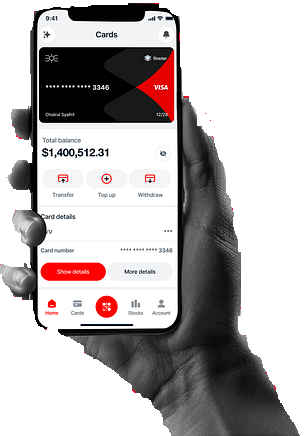 9:41
Cards
finster
•••• •••• •••• 3346
VISA
Choirul Syafril
12/28
Total balance
$1,400,512.31
Transfer
Top up
Withdraw
Card details
Card number
•••• •••• •••• 3346
Show details
More details
Home
Cards
Stocks
Account